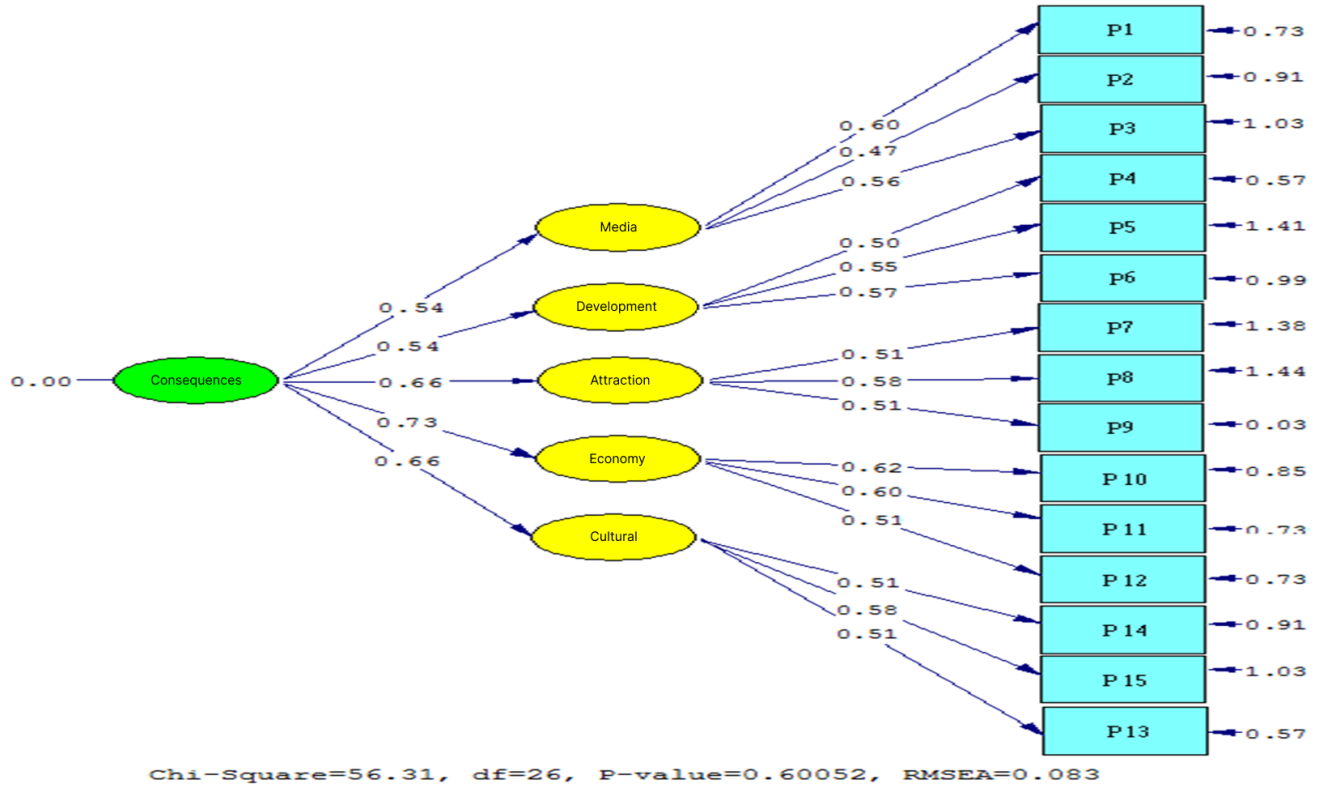 P1
0.73
P2
0.91
P3
1.03
0.60
0.47
0.56
P4
0.57
Media
P5
1.41
0.50
0.55
0.57
P6
0.99
0.54
Development
P7
1.38
0.54
0.51
0.00
Consequences
0.66
Attraction
0.58
P8
1.44
0.51
0.73
P9
0.03
0.66
Economy
0.62
P 10
0.85
0.60
0.51
P 11
0.73
Cultural
P 12
0.73
0.51
0.58
0.51
P 14
0.91
P 15
1.03
P13
0.57
Chi-Square=56.31, df=26, P-value=0.60052, RMSEA=0.083